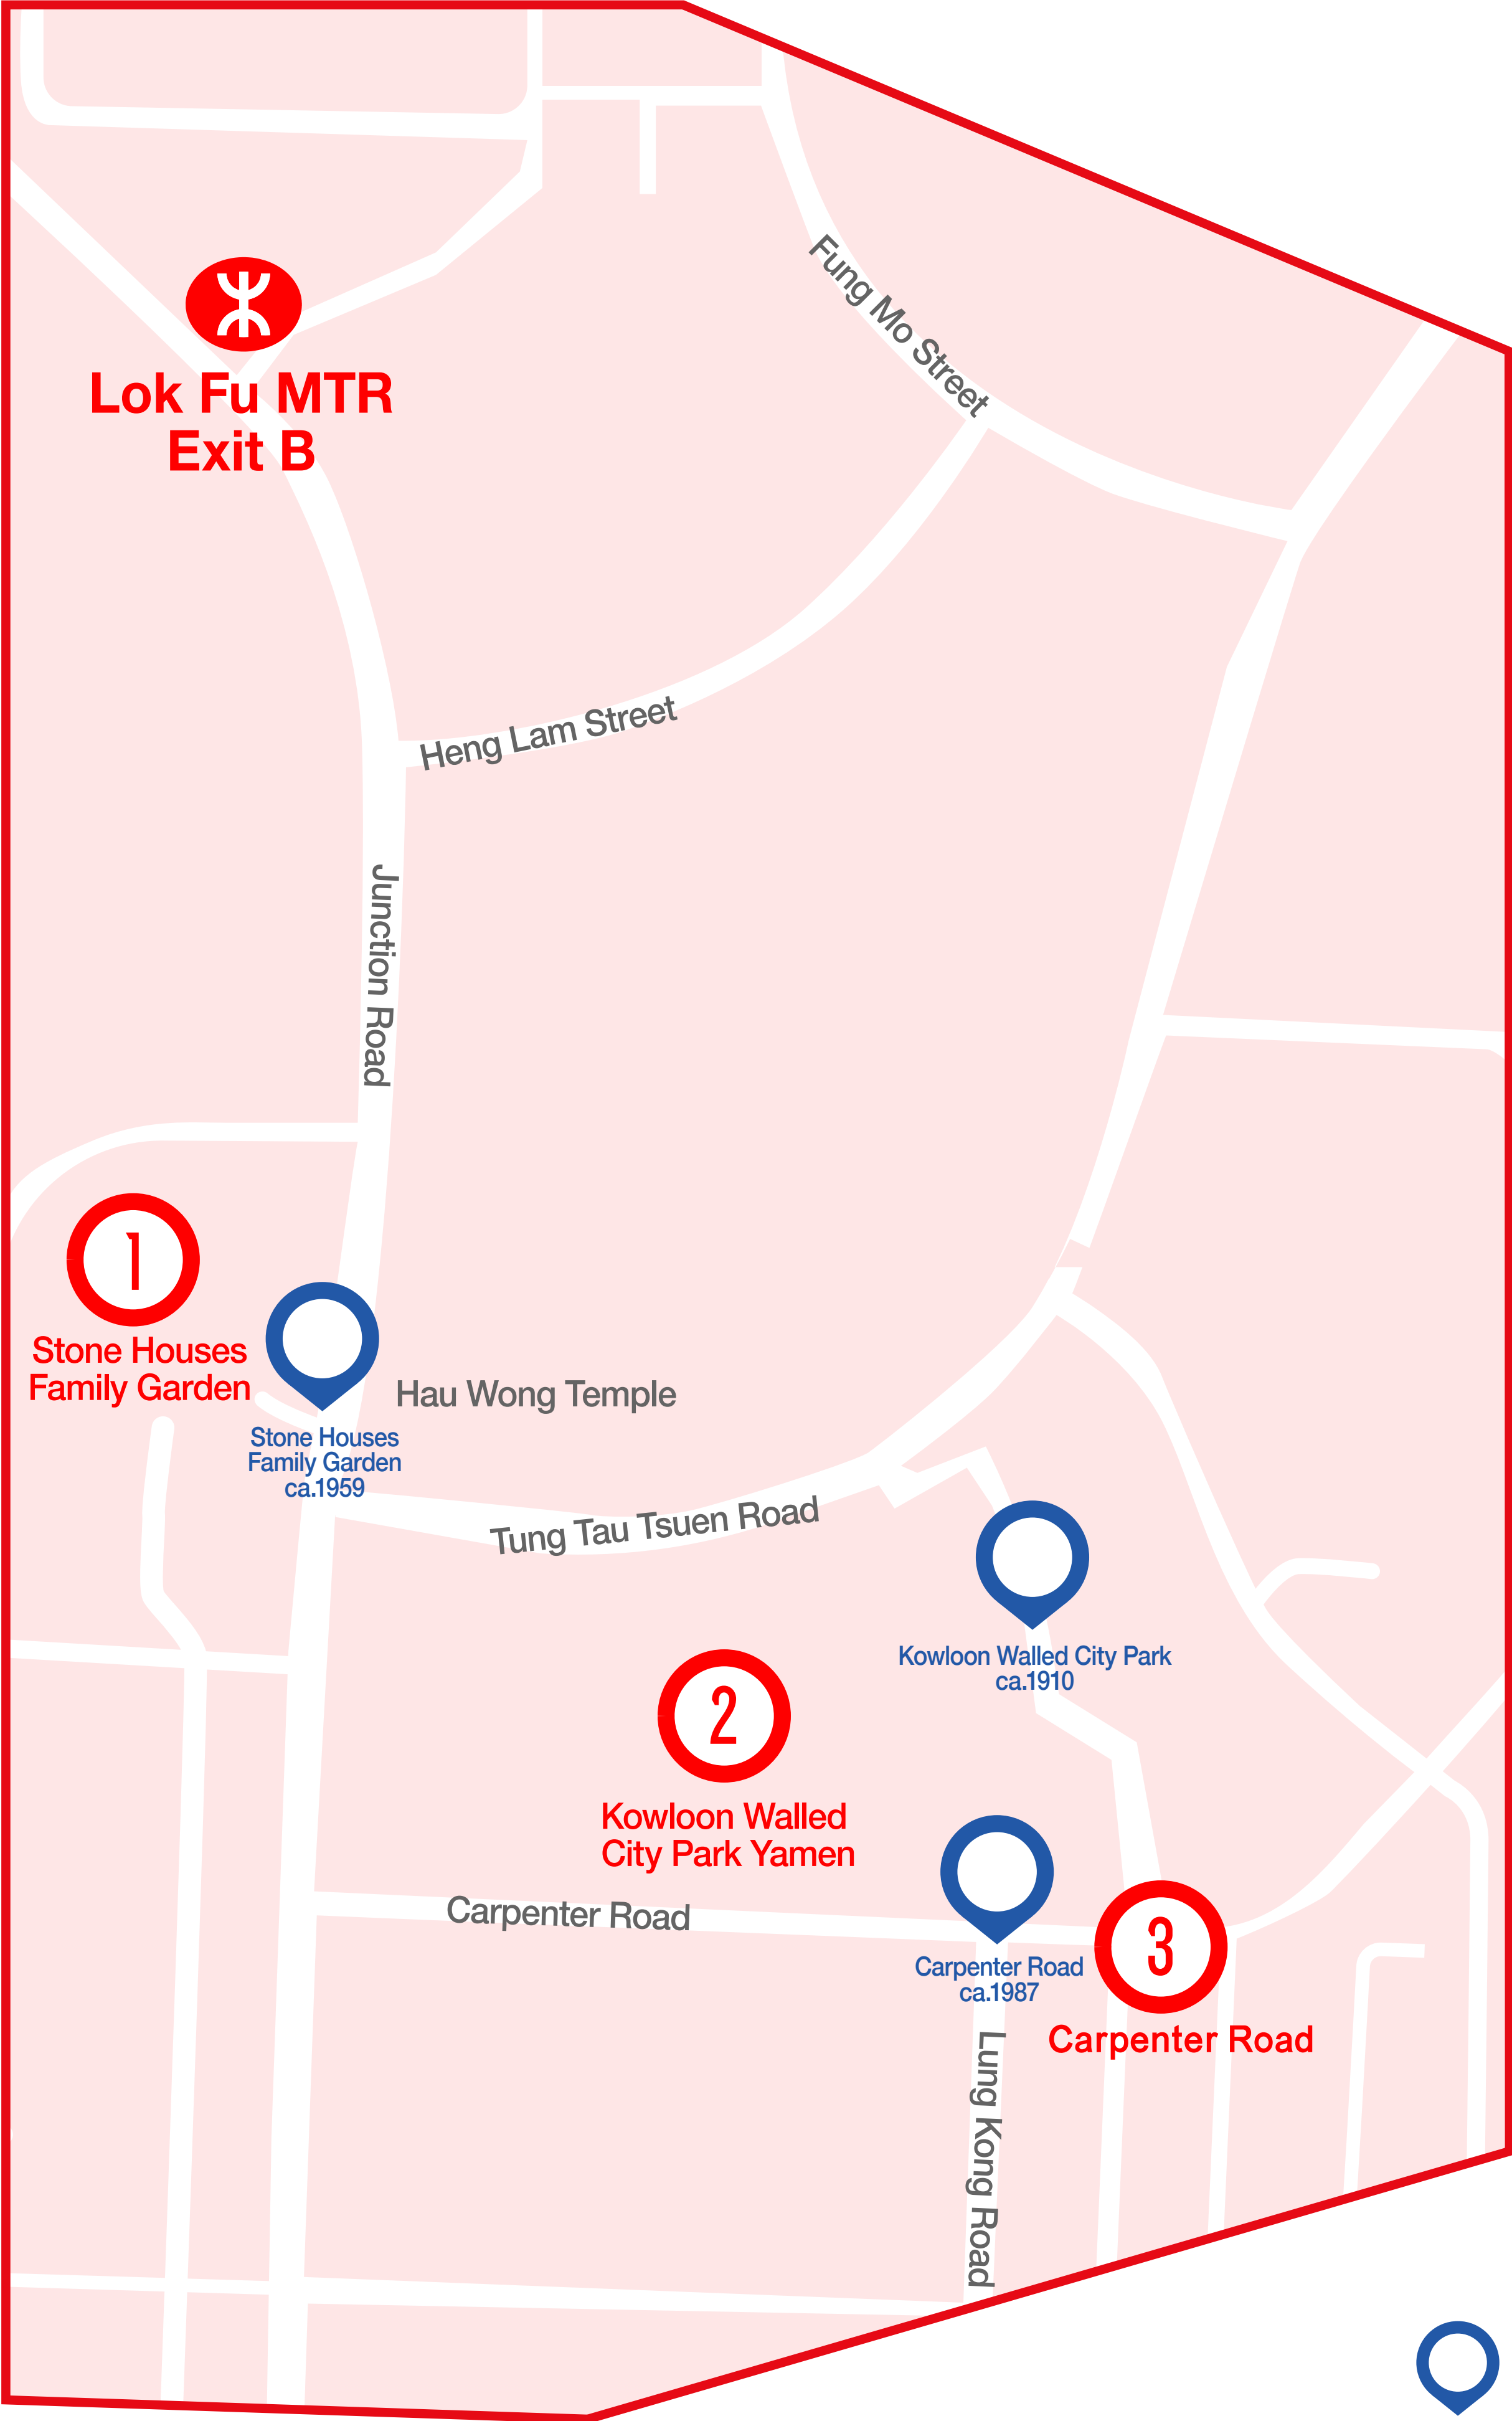 Fung Mo Street
Lok Fu MTR
Exit B
Heng Lam Street
Junction Road
1
Stone Houses
Family Garden
Hau Wong Temple
Stone Houses
Family Garden
ca.1959
Tung Tau Tsuen Road
Kowloon Walled City Park
ca.1910
2
Kowloon Walled
City Park Yamen
Carpenter Road
3
Carpenter Road
ca.1987
Carpenter Road
Lung Kong Road